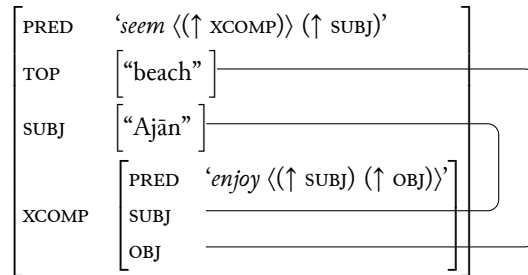 PRED ‘seem ⟨(↑ XCOMP)⟩ (↑ SUBJ)’
TOP [“beach”]
SUBJ [“Ajān”]
PRED ‘enjoy ⟨(↑ SUBJ) (↑ OBJ)⟩’
XCOMP SUBJ
OBJ